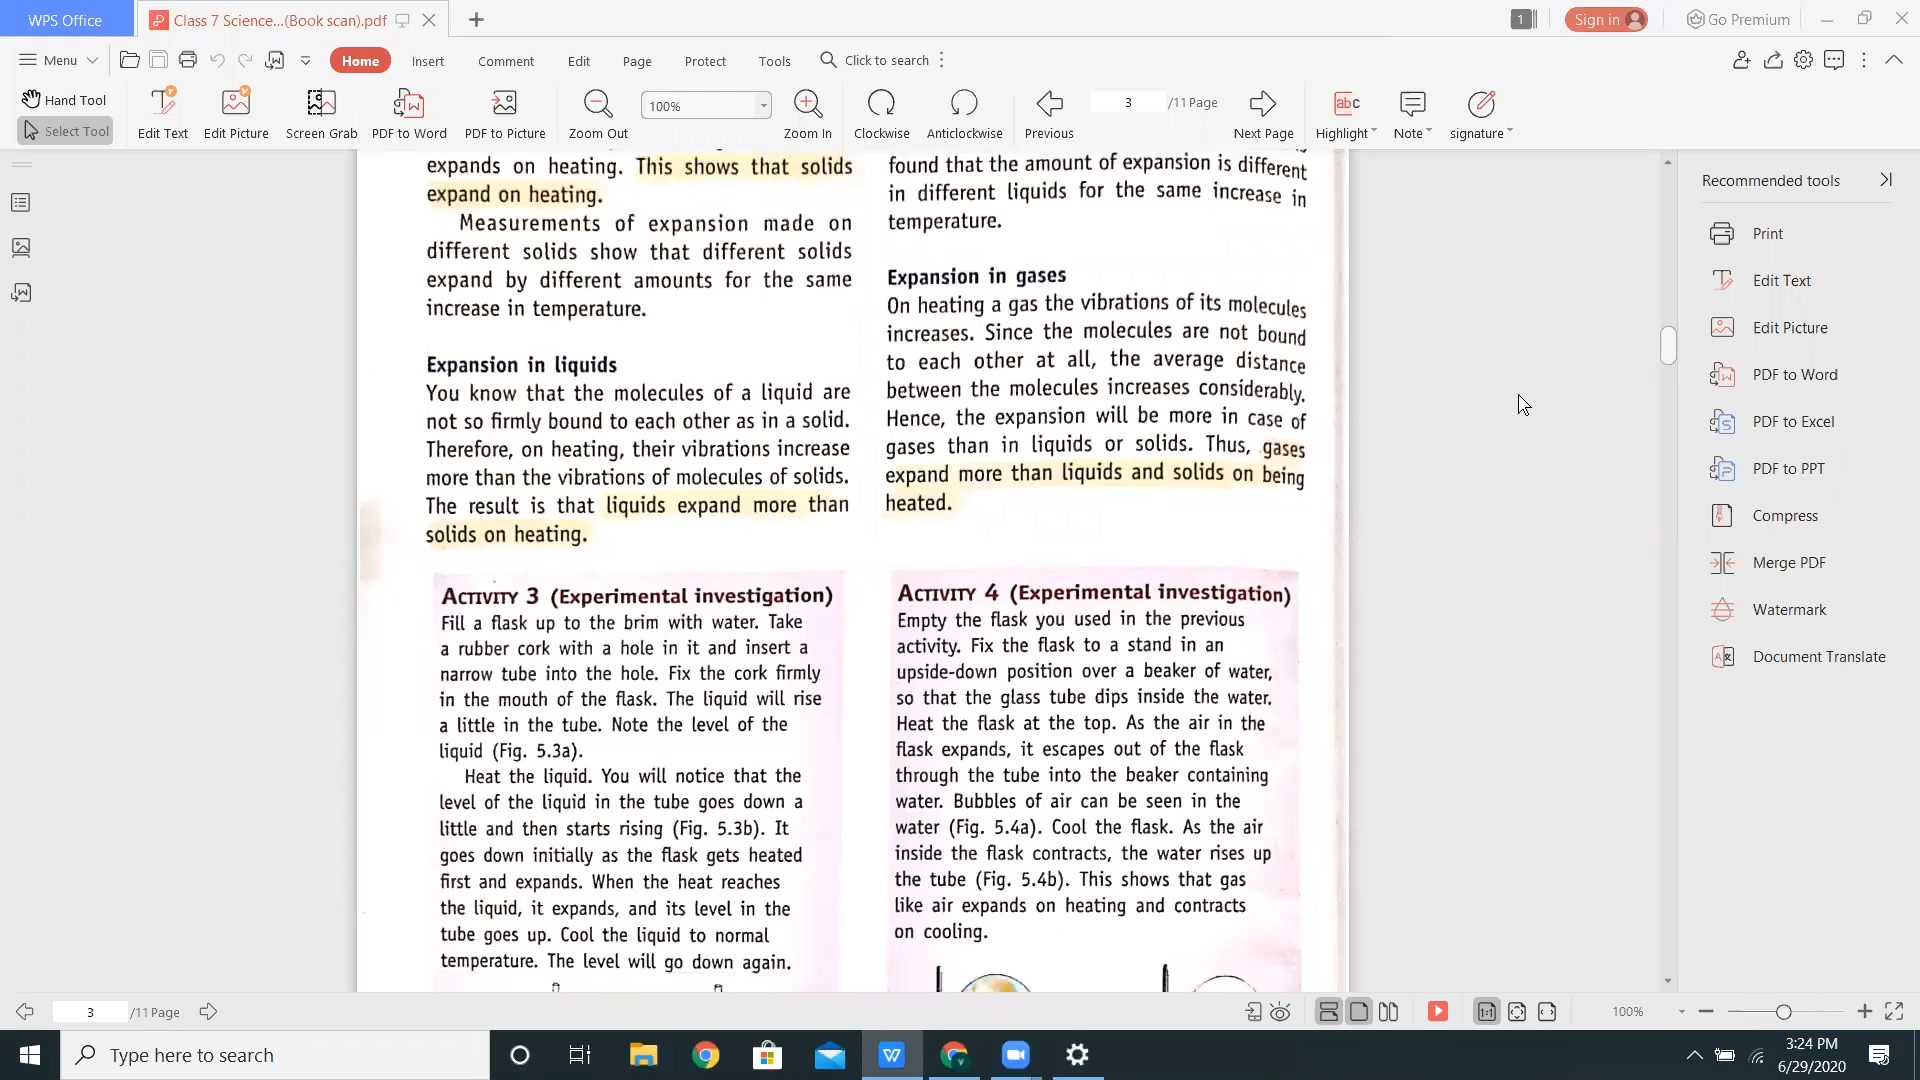 WPS Office
Class 7 Science...(Book scan).pdf
1
Sign in
Go Premium
Menu
Home
Insert
Comment
Edit
Page
Protect
Tools
Click to search
Hand Tool
Select Tool
Edit Text
Edit Picture
Screen Grab
PDF to Word
PDF to Picture
Zoom Out
100%
Zoom In
Clockwise
Anticlockwise
Previous
3 /11 Page
Next Page
Highlight
Note
signature
expands on heating. This shows that solids
expand on heating.
Measurements of expansion made on
different solids show that different solids
expand by different amounts for the same
increase in temperature.
Expansion in liquids
You know that the molecules of a liquid are
not so firmly bound to each other as in a solid.
Therefore, on heating, their vibrations increase
more than the vibrations of molecules of solids.
The result is that liquids expand more than
solids on heating.
ACTIVITY 3 (Experimental investigation)
Fill a flask up to the brim with water. Take
a rubber cork with a hole in it and insert a
narrow tube into the hole. Fix the cork firmly
in the mouth of the flask. The liquid will rise
a little in the tube. Note the level of the
liquid (Fig. 5.3a).
Heat the liquid. You will notice that the
level of the liquid in the tube goes down a
little and then starts rising (Fig. 5.3b). It
goes down initially as the flask gets heated
first and expands. When the heat reaches
the liquid, it expands, and its level in the
tube goes up. Cool the liquid to normal
temperature. The level will go down again.
found that the amount of expansion is different
in different liquids for the same increase in
temperature.
Expansion in gases
On heating a gas the vibrations of its molecules
increases. Since the molecules are not bound
to each other at all, the average distance
between the molecules increases considerably.
Hence, the expansion will be more in case of
gases than in liquids or solids. Thus, gases
expand more than liquids and solids on being
heated.
ACTIVITY 4 (Experimental investigation)
Empty the flask you used in the previous
activity. Fix the flask to a stand in an
upside-down position over a beaker of water,
so that the glass tube dips inside the water.
Heat the flask at the top. As the air in the
flask expands, it escapes out of the flask
through the tube into the beaker containing
water. Bubbles of air can be seen in the
water (Fig. 5.4a). Cool the flask. As the air
inside the flask contracts, the water rises up
the tube (Fig. 5.4b). This shows that gas
like air expands on heating and contracts
on cooling.
Recommended tools
Print
Edit Text
Edit Picture
PDF to Word
PDF to Excel
PDF to PPT
Compress
Merge PDF
Watermark
Document Translate
3 /11 Page
100%
Type here to search
3:24 PM
6/29/2020